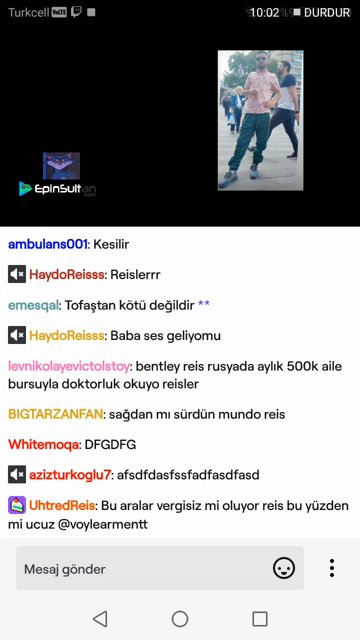 Turkcell VoLTE 10:02 DURDUR
EpinSultan
.com
ambulans001: Kesilir
HaydoReisss: Reislerrr
emesqal: Tofaştan kötü değildir **
HaydoReisss: Baba ses geliyomu
levnikolayevictolstoy: bentley reis rusyada aylık 500k aile
bursuyla doktorluk okuyo reisler
BIGTARZANFAN: sağdan mı sürdün mundo reis
Whitemoqa: DFGDFG
azizturkoglu7: afsdfdasfssfadfasdfasd
UhtredReis: Bu aralar vergisiz mi oluyor reis bu yüzden
mi ucuz @voylearmentt
Mesaj gönder